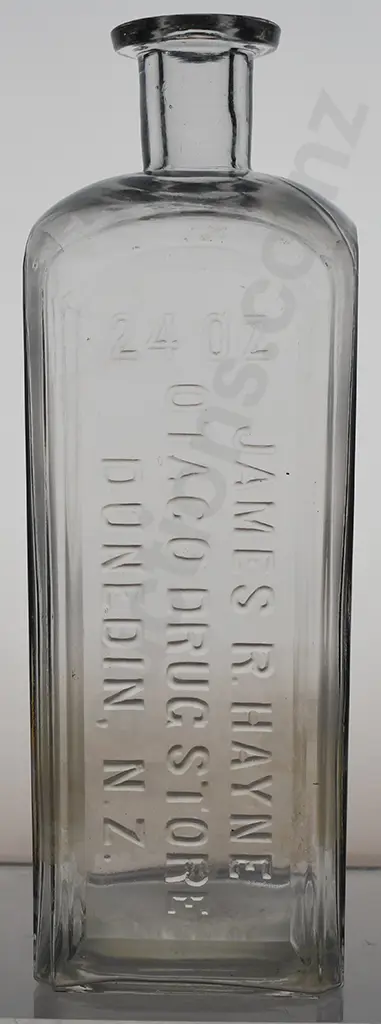 24 OZ
JAMES R. HAYNE
OTAGO DRUG STORE
DUNEDIN, N.Z.